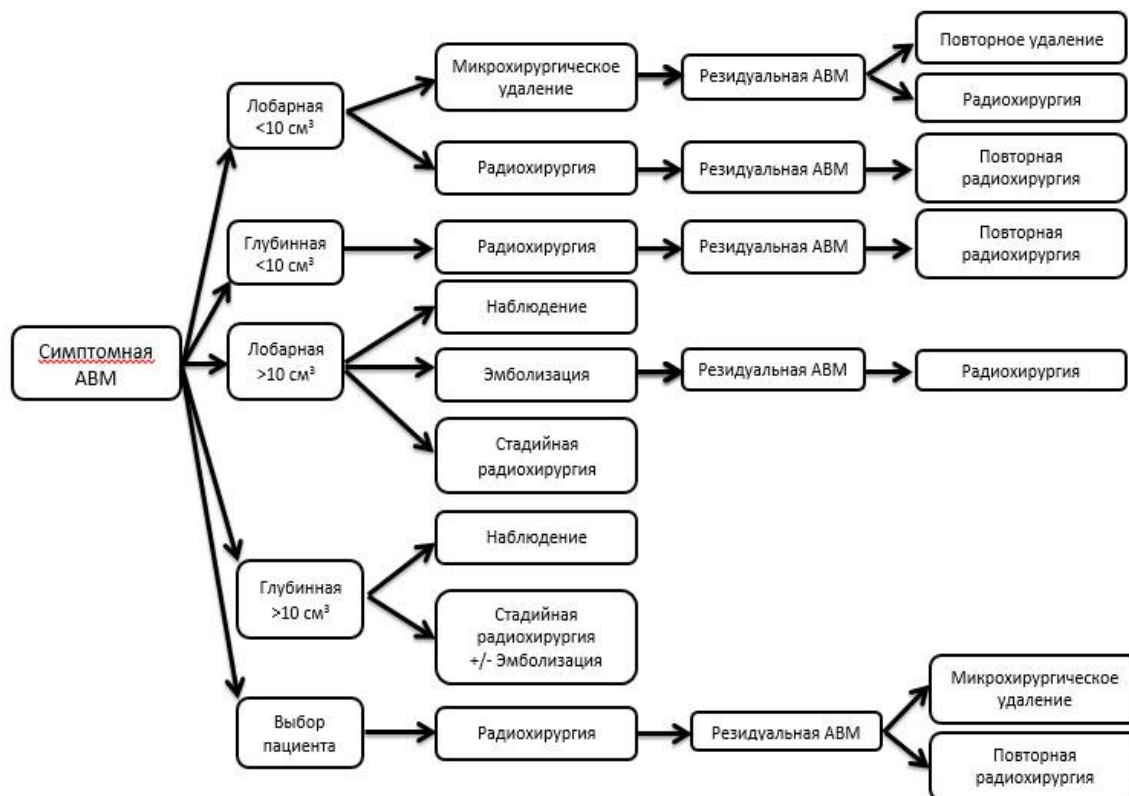 Симптомная
АВМ
Лобарная
<10 см³
Микрохирургическое
удаление
Резидуальная АВМ
Повторное удаление
Радиохирургия
Радиохирургия
Резидуальная АВМ
Повторная
радиохирургия
Глубинная
<10 см³
Радиохирургия
Резидуальная АВМ
Повторная
радиохирургия
Лобарная
>10 см³
Наблюдение
Эмболизация
Резидуальная АВМ
Радиохирургия
Стадийная
радиохирургия
Глубинная
>10 см³
Наблюдение
Стадийная
радиохирургия
+/- Эмболизация
Выбор
пациента
Радиохирургия
Резидуальная АВМ
Микрохирургическое
удаление
Повторная
радиохирургия